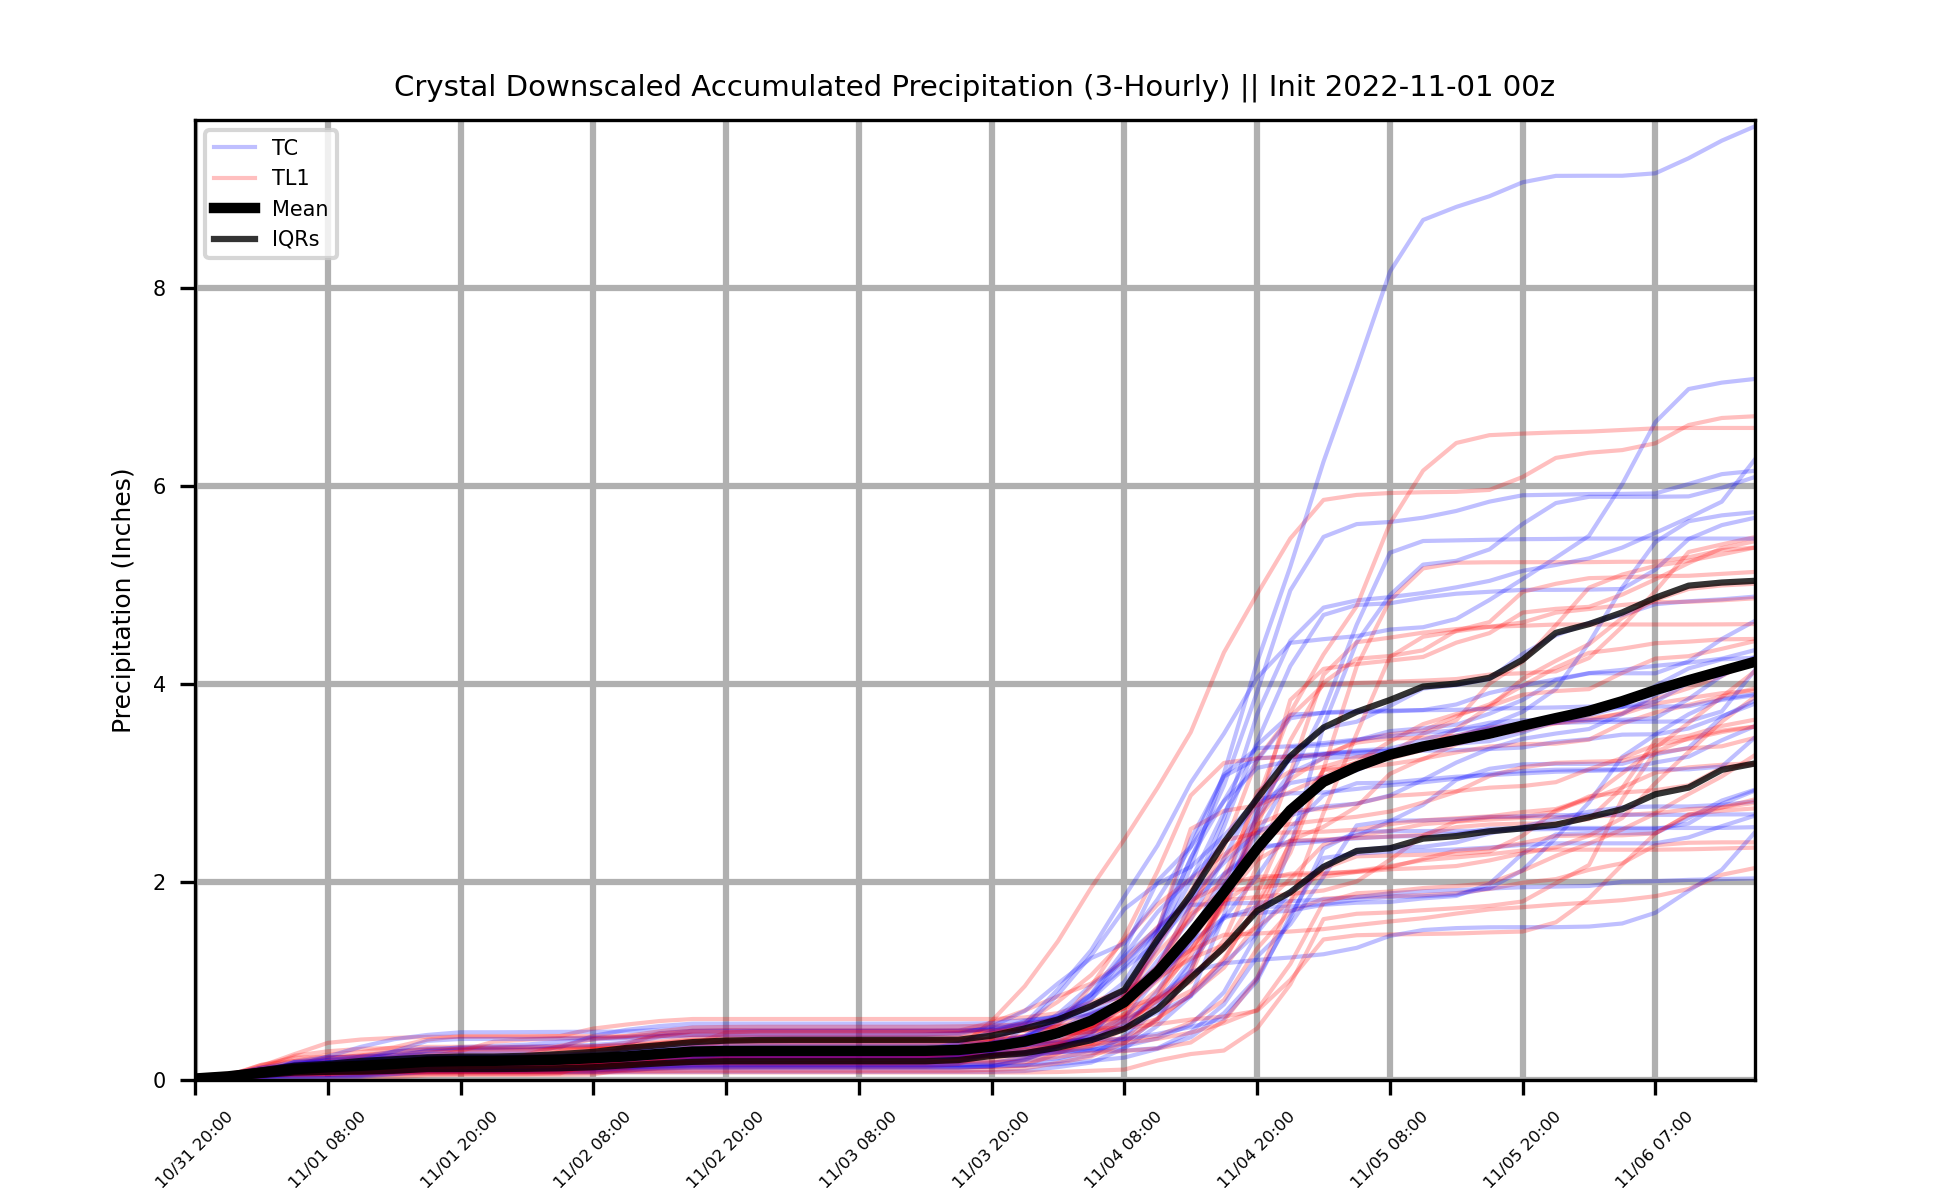 Crystal Downscaled Accumulated Precipitation (3-Hourly) || Init 2022-11-01 00z
TC
TL1
Mean
IQRs
Precipitation (Inches)
8
6
4
2
0
10/31 20:00
11/01 08:00
11/01 20:00
11/02 08:00
11/02 20:00
11/03 08:00
11/03 20:00
11/04 08:00
11/04 20:00
11/05 08:00
11/05 20:00
11/06 07:00